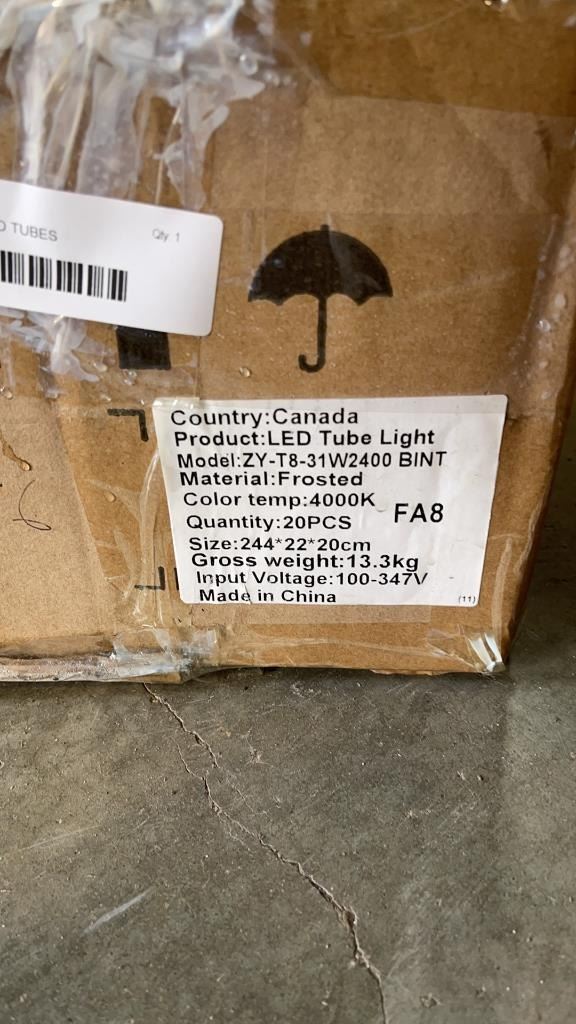 TUBES
Qty. 1
Country:Canada
Product:LED Tube Light
Model:ZY-T8-31W2400 BINT
Material:Frosted
Color temp:4000K
Quantity:20PCS
FA8
Size:244*22*20cm
Gross weight:13.3kg
Input Voltage:100-347V
Made in China
(11)